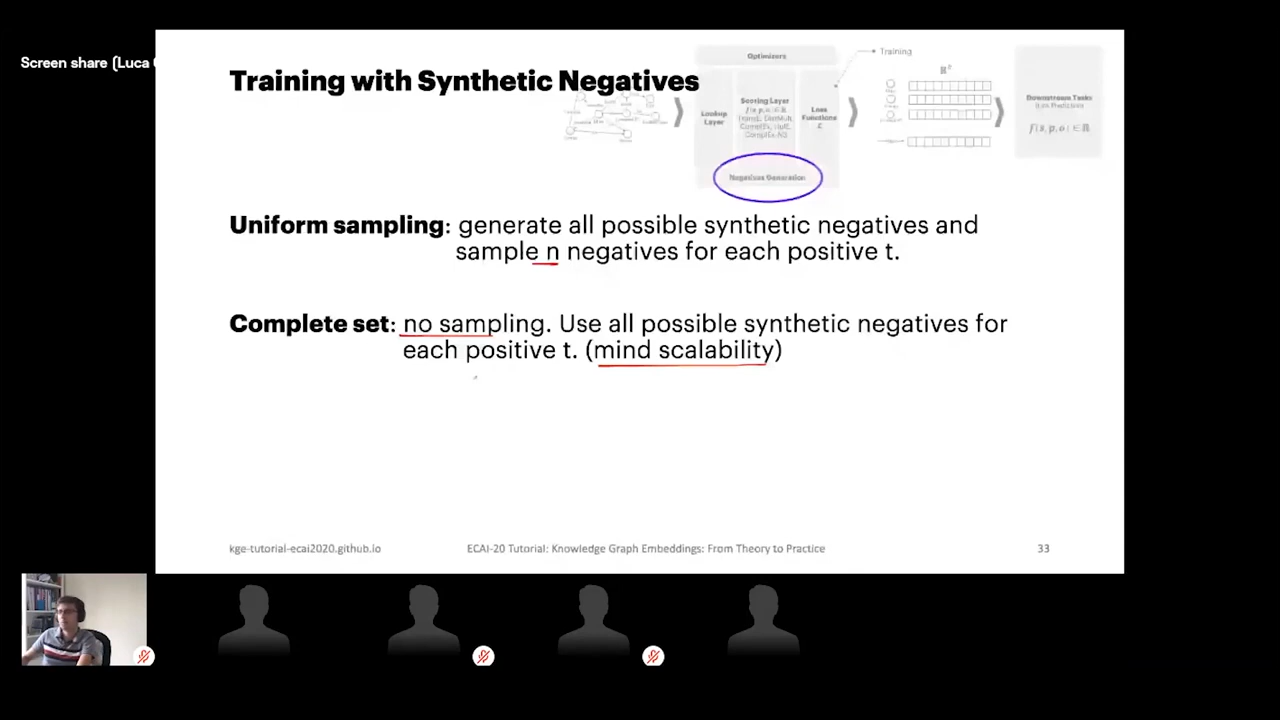 Screen share (Luca
Training with Synthetic Negatives
Optimizers
Training
Lookup
Layer
Scoring Layer
Loss
Functions
Negatives Generation
Downstream Tasks
Uniform sampling: generate all possible synthetic negatives and
sample n negatives for each positive t.
Complete set: no sampling. Use all possible synthetic negatives for
each positive t. (mind scalability)
kge-tutorial-ecai2020.github.io
ECAI-20 Tutorial: Knowledge Graph Embeddings: From Theory to Practice
33